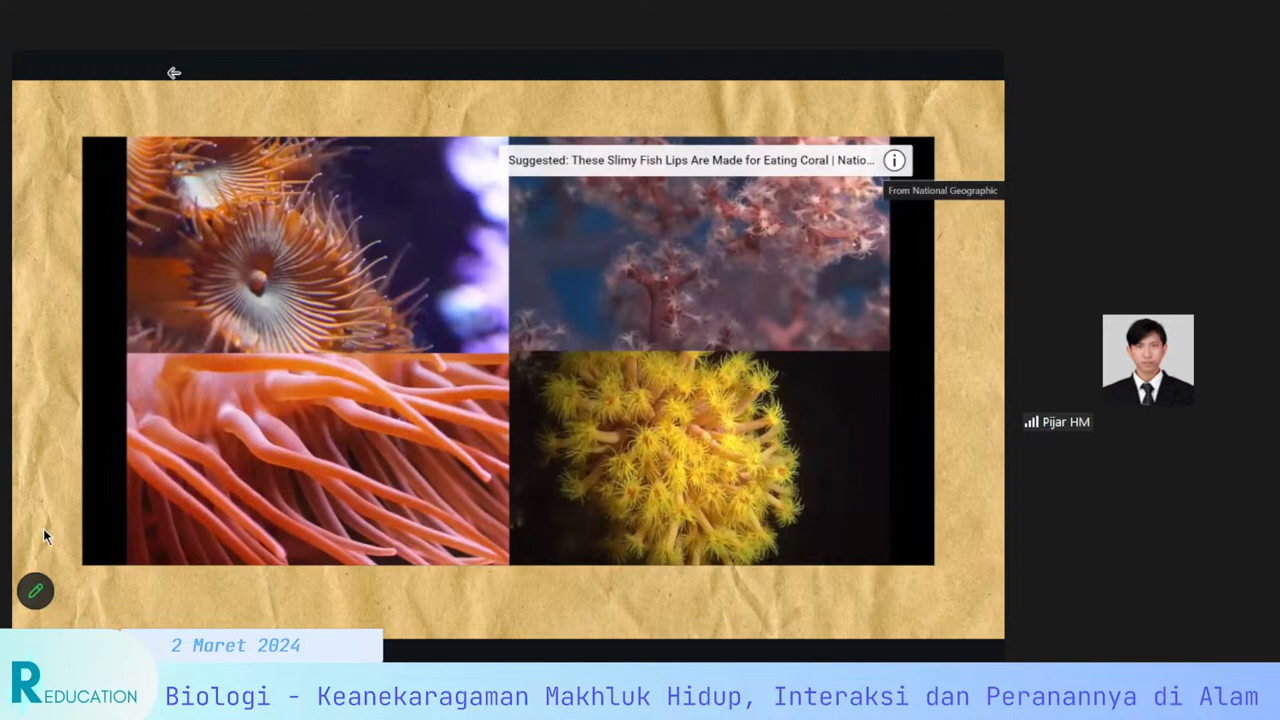 Suggested: These Slimy Fish Lips Are Made for Eating Coral | Natio...
From National Geographic
Pijar HM
2 Maret 2024
R EDUCATION
Biologi - Keanekaragaman Makhluk Hidup, Interaksi dan Peranannya di Alam